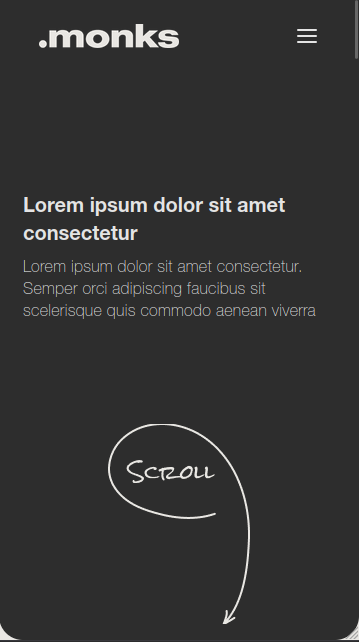 .monks
Lorem ipsum dolor sit amet
consectetur
Lorem ipsum dolor sit amet consectetur.
Semper orci adipiscing faucibus sit
scelerisque quis commodo aenean viverra
Scroll